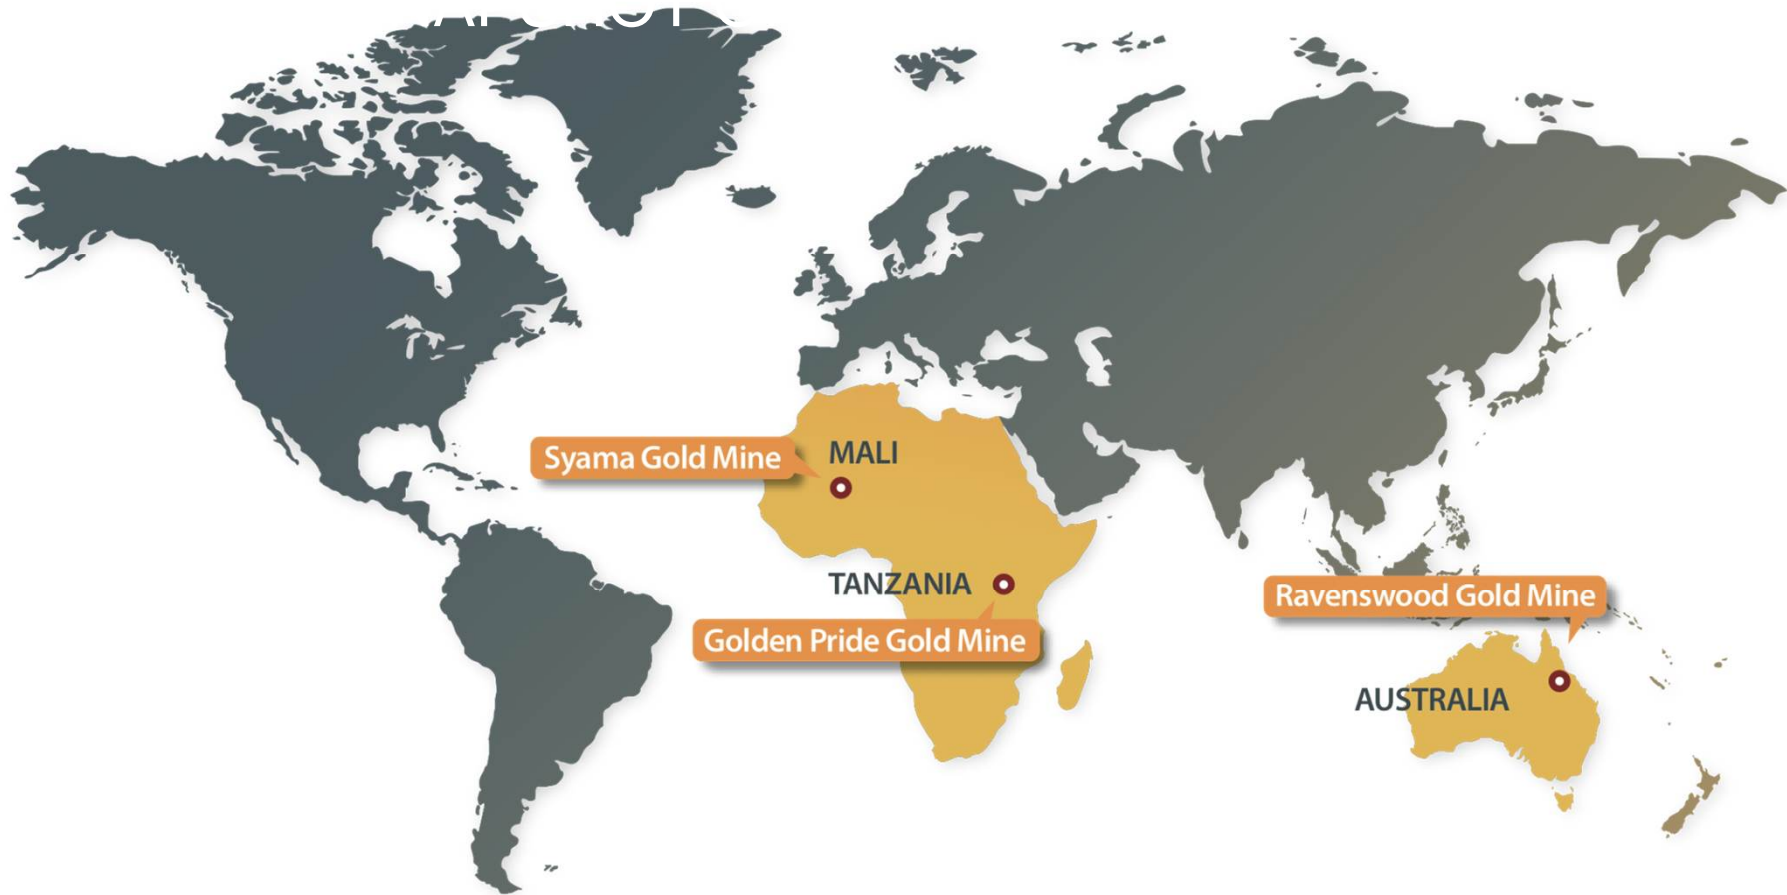 Syama Gold Mine
MALI
TANZANIA
Golden Pride Gold Mine
Ravenswood Gold Mine
AUSTRALIA